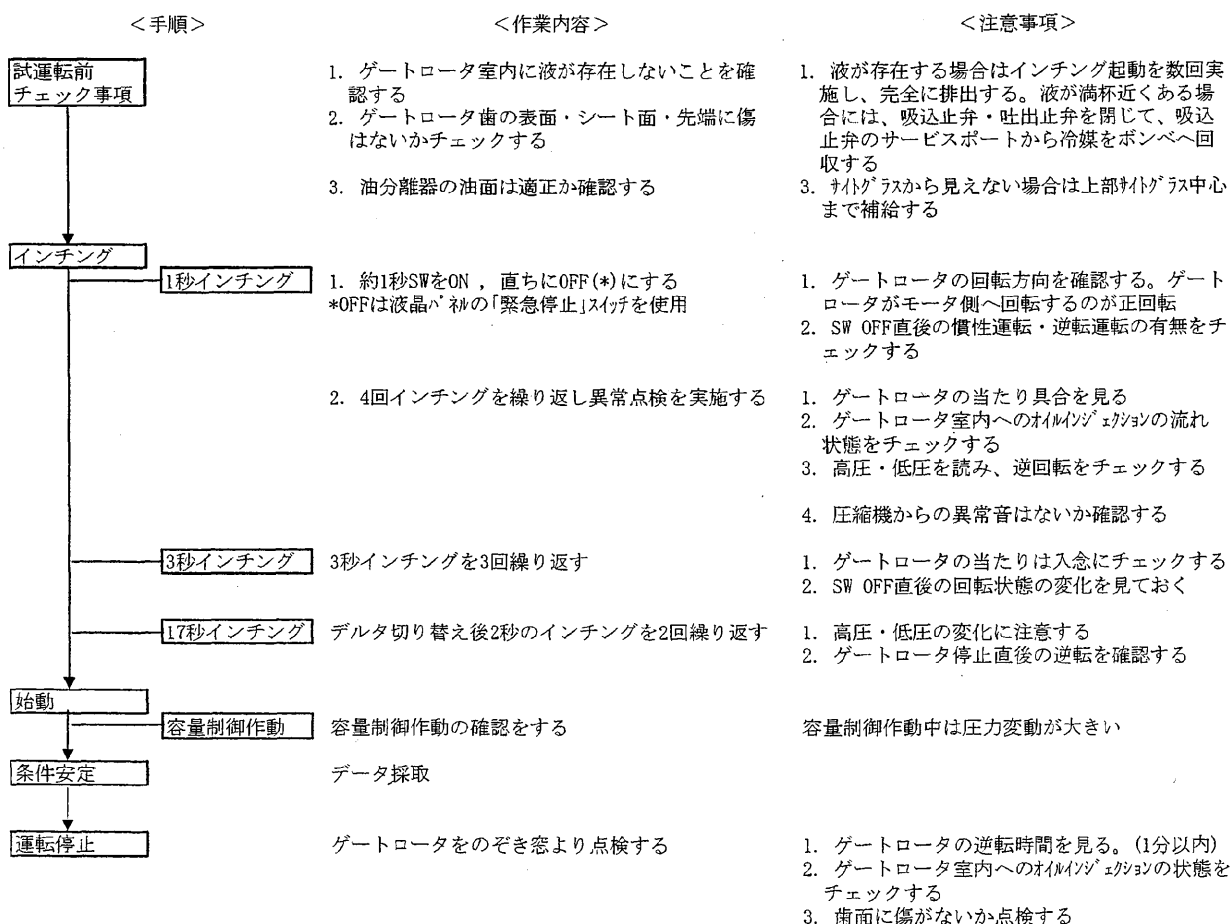 ＜手順＞
＜作業内容＞
＜注意事項＞
試運転前
チェック事項
1. ゲートロータ室内に液が存在しないことを確
認する
2. ゲートロータ歯の表面・シート面・先端に傷
はないかチェックする
3. 油分離器の油面は適正か確認する
1. 液が存在する場合はインチング起動を数回実
施し、完全に排出する。液が満杯近くある場
合には、吸込止弁・吐出止弁を閉じて、吸込
止弁のサービスポートから冷媒をボンベへ回
収する
3. ｻｲﾄｸﾞﾗｽから見えない場合は上部ｻｲﾄｸﾞﾗｽ中心
まで補給する
インチング
1秒インチング
1. 約1秒SWをON , 直ちにOFF(*)にする
*OFFは液晶ﾊﾟﾈﾙの「緊急停止」ｽｲｯﾁを使用
1. ゲートロータの回転方向を確認する。ゲート
ロータがモータ側へ回転するのが正回転
2. SW OFF直後の慣性運転・逆転運転の有無をチ
ェックする
2. 4回インチングを繰り返し異常点検を実施する
1. ゲートロータの当たり具合を見る
2. ゲートロータ室内へのｵｲﾙｲﾝｼﾞｪｸｼｮﾝの流れ
状態をチェックする
3. 高圧・低圧を読み、逆回転をチェックする
4. 圧縮機からの異常音はないか確認する
3秒インチング
3秒インチングを3回繰り返す
1. ゲートロータの当たりは入念にチェックする
2. SW OFF直後の回転状態の変化を見ておく
17秒インチング
デルタ切り替え後2秒のインチングを2回繰り返す
1. 高圧・低圧の変化に注意する
2. ゲートロータ停止直後の逆転を確認する
始動
容量制御作動
容量制御作動の確認をする
容量制御作動中は圧力変動が大きい
条件安定
データ採取
運転停止
ゲートロータをのぞき窓より点検する
1. ゲートロータの逆転時間を見る。(1分以内)
2. ゲートロータ室内へのｵｲﾙｲﾝｼﾞｪｸｼｮﾝの状態を
チェックする
3. 歯面に傷がないか点検する